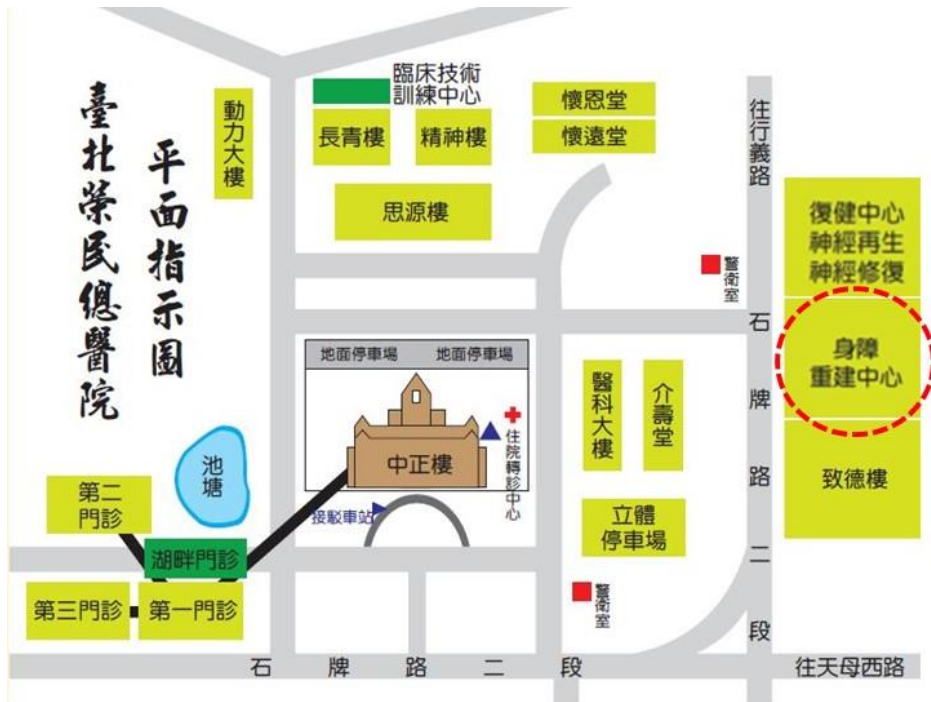 臺北榮民總醫院
平面指示圖
動力大樓
臨床技術
訓練中心
長青樓
精神樓
思源樓
懷恩堂
懷遠堂
往行義路
復健中心
神經再生
神經修復
警衛室
身障
重建中心
致德樓
地面停車場
地面停車場
中正樓
住院轉診中心
接駁車站
醫科大樓
介壽堂
立體
停車場
警衛室
池塘
第二
門診
湖畔門診
第三門診
第一門診
石牌路二段
石牌路二段
往天母西路